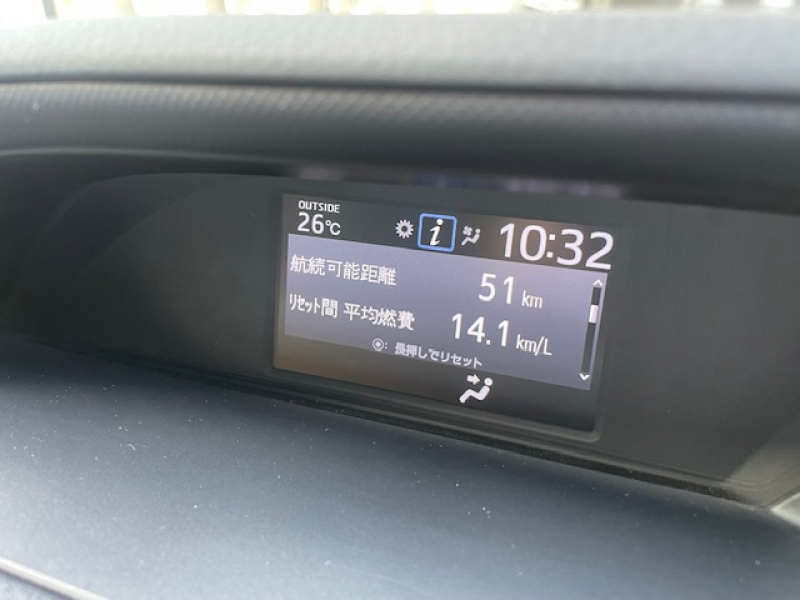 OUTSIDE
26℃
i
10:32
航続可能距離 51 km
リセット間 平均燃費 14.1 km/L
: 長押しでリセット